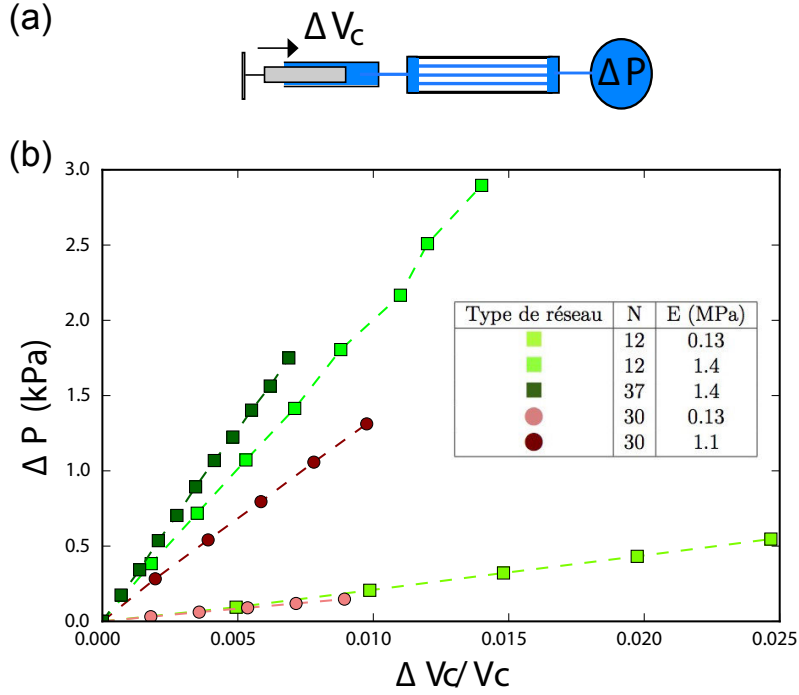 (a)
Δ Vc
Δ P
(b)
Δ P (kPa)
3.0
2.5
2.0
1.5
1.0
0.5
0.0
Type de réseau N E (MPa)
12 0.13
12 1.4
37 1.4
30 0.13
30 1.1
0.000 0.005 0.010 0.015 0.020 0.025
Δ Vc/ Vc